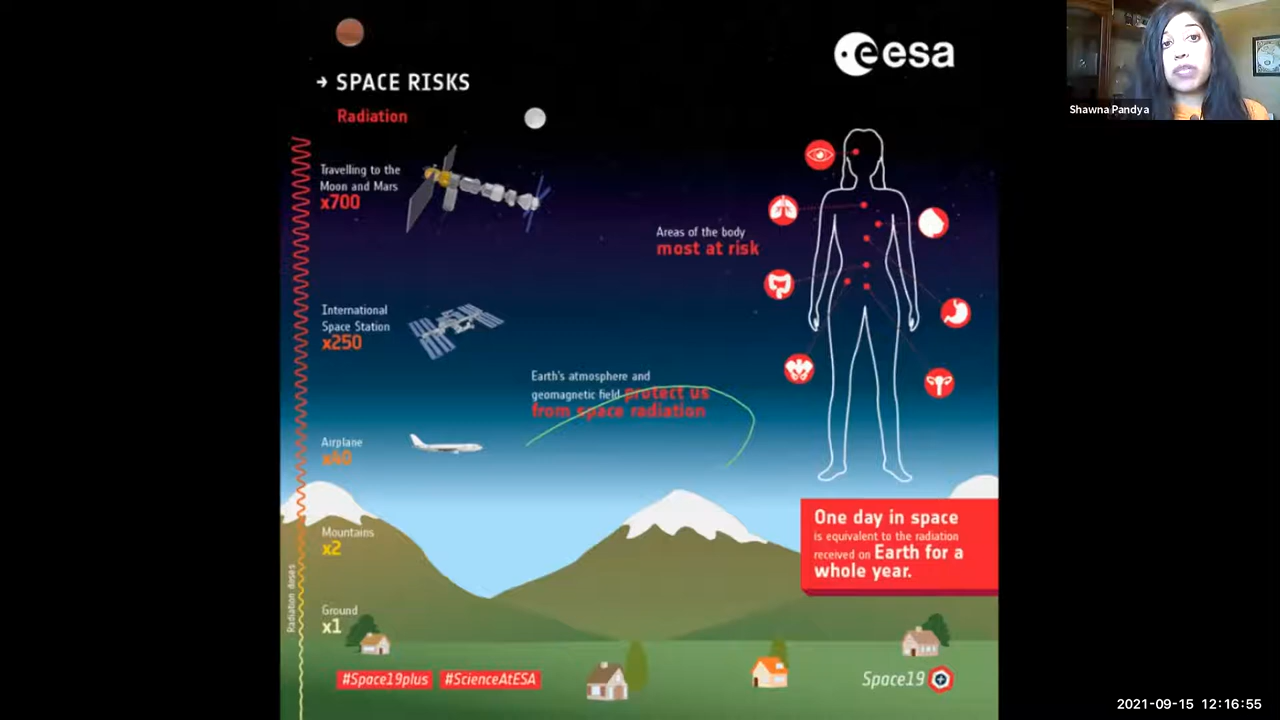 esa
→ SPACE RISKS
Radiation
Travelling to the
Moon and Mars
x700
Areas of the body
most at risk
International
Space Station
x250
Earth's atmosphere and
geomagnetic field protect us
from space radiation
Airplane
x40
Mountains
x2
Ground
x1
Radiation doses
One day in space
is equivalent to the radiation
received on Earth for a
whole year.
#Space19plus #ScienceAtESA
Space19
Shawna Pandya
2021-09-15 12:16:55